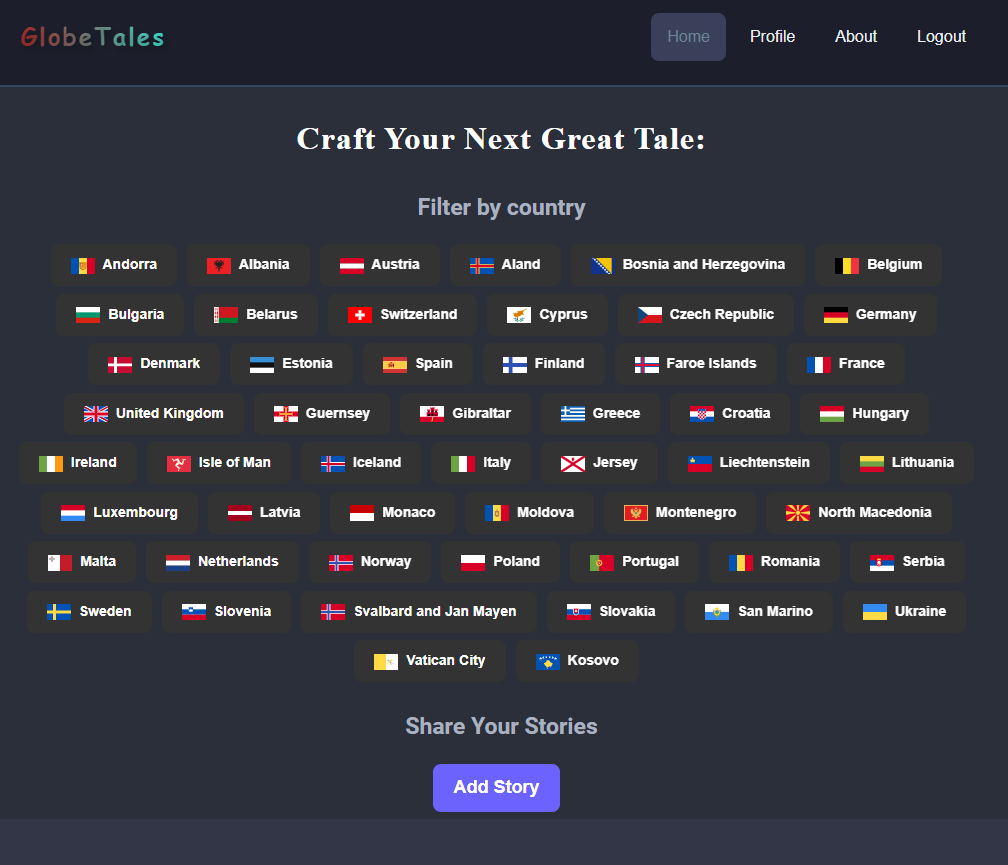 GlobeTales Home Profile About Logout
Craft Your Next Great Tale:
Filter by country
Andorra Albania Austria Aland Bosnia and Herzegovina Belgium
Bulgaria Belarus Switzerland Cyprus Czech Republic Germany
Denmark Estonia Spain Finland Faroe Islands France
United Kingdom Guernsey Gibraltar Greece Croatia Hungary
Ireland Isle of Man Iceland Italy Jersey Liechtenstein Lithuania
Luxembourg Latvia Monaco Moldova Montenegro North Macedonia
Malta Netherlands Norway Poland Portugal Romania Serbia
Sweden Slovenia Svalbard and Jan Mayen Slovakia San Marino Ukraine
Vatican City Kosovo
Share Your Stories
Add Story